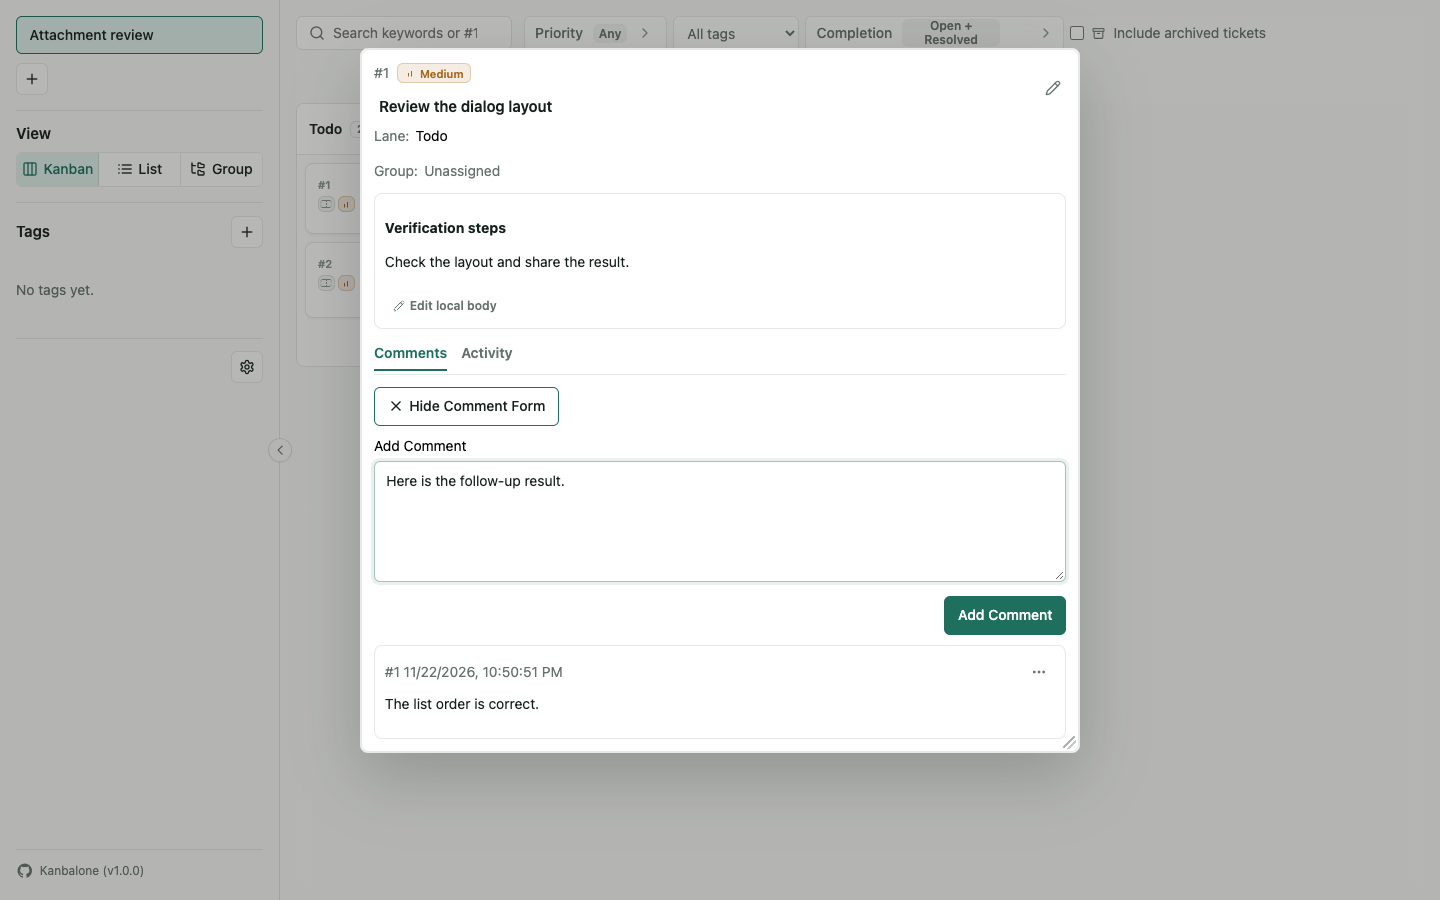 Attachment review
Search keywords or #1
Priority Any
All tags
Completion
Open +
Resolved
Include archived tickets
View
Kanban
List
Group
Tags
No tags yet.
Kanbalone (v1.0.0)
Todo
#1
#2
#1 Medium
Review the dialog layout
Lane: Todo
Group: Unassigned
Verification steps
Check the layout and share the result.
Edit local body
Comments
Activity
Hide Comment Form
Add Comment
Here is the follow-up result.
Add Comment
#1 11/22/2026, 10:50:51 PM
The list order is correct.